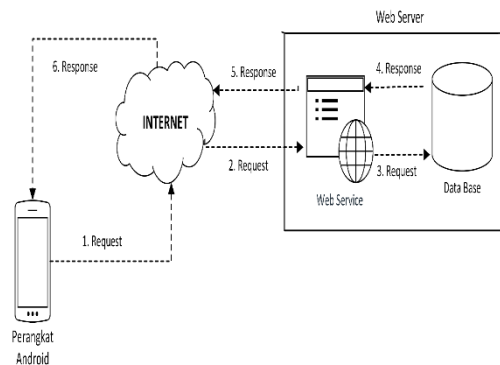 Web Server
6. Response
5. Response
4. Response
INTERNET
2. Request
3. Request
Data Base
Web Service
1. Request
Perangkat
Android